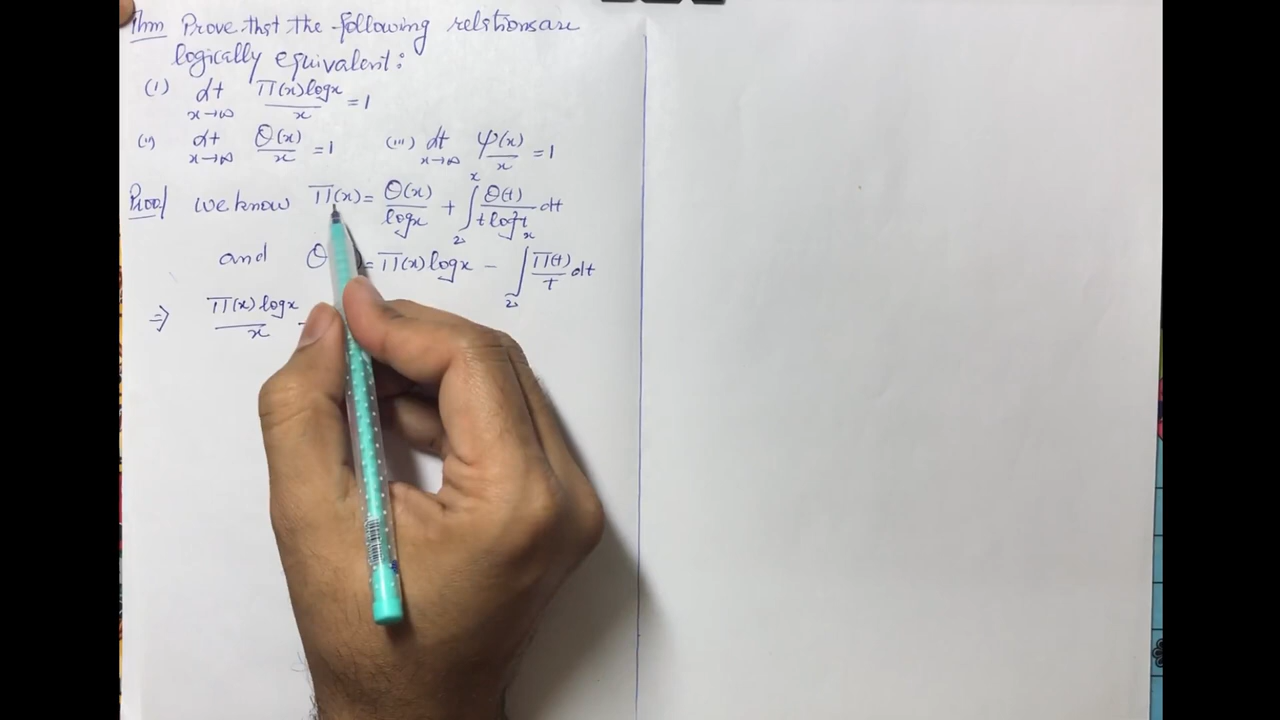 Thm Prove that the following relations are
logically equivalent:
(i) lt x→∞ π(x)logx/x = 1
(ii) lt x→∞ θ(x)/x = 1 (iii) lt x→∞ ψ(x)/x = 1
Proof we know π(x) = θ(x)/logx + ∫₂ˣ θ(t)/(t log²t) dt
and θ = π(x) logx − ∫₂ˣ π(t)/t dt
⇒ π(x) logx/x −